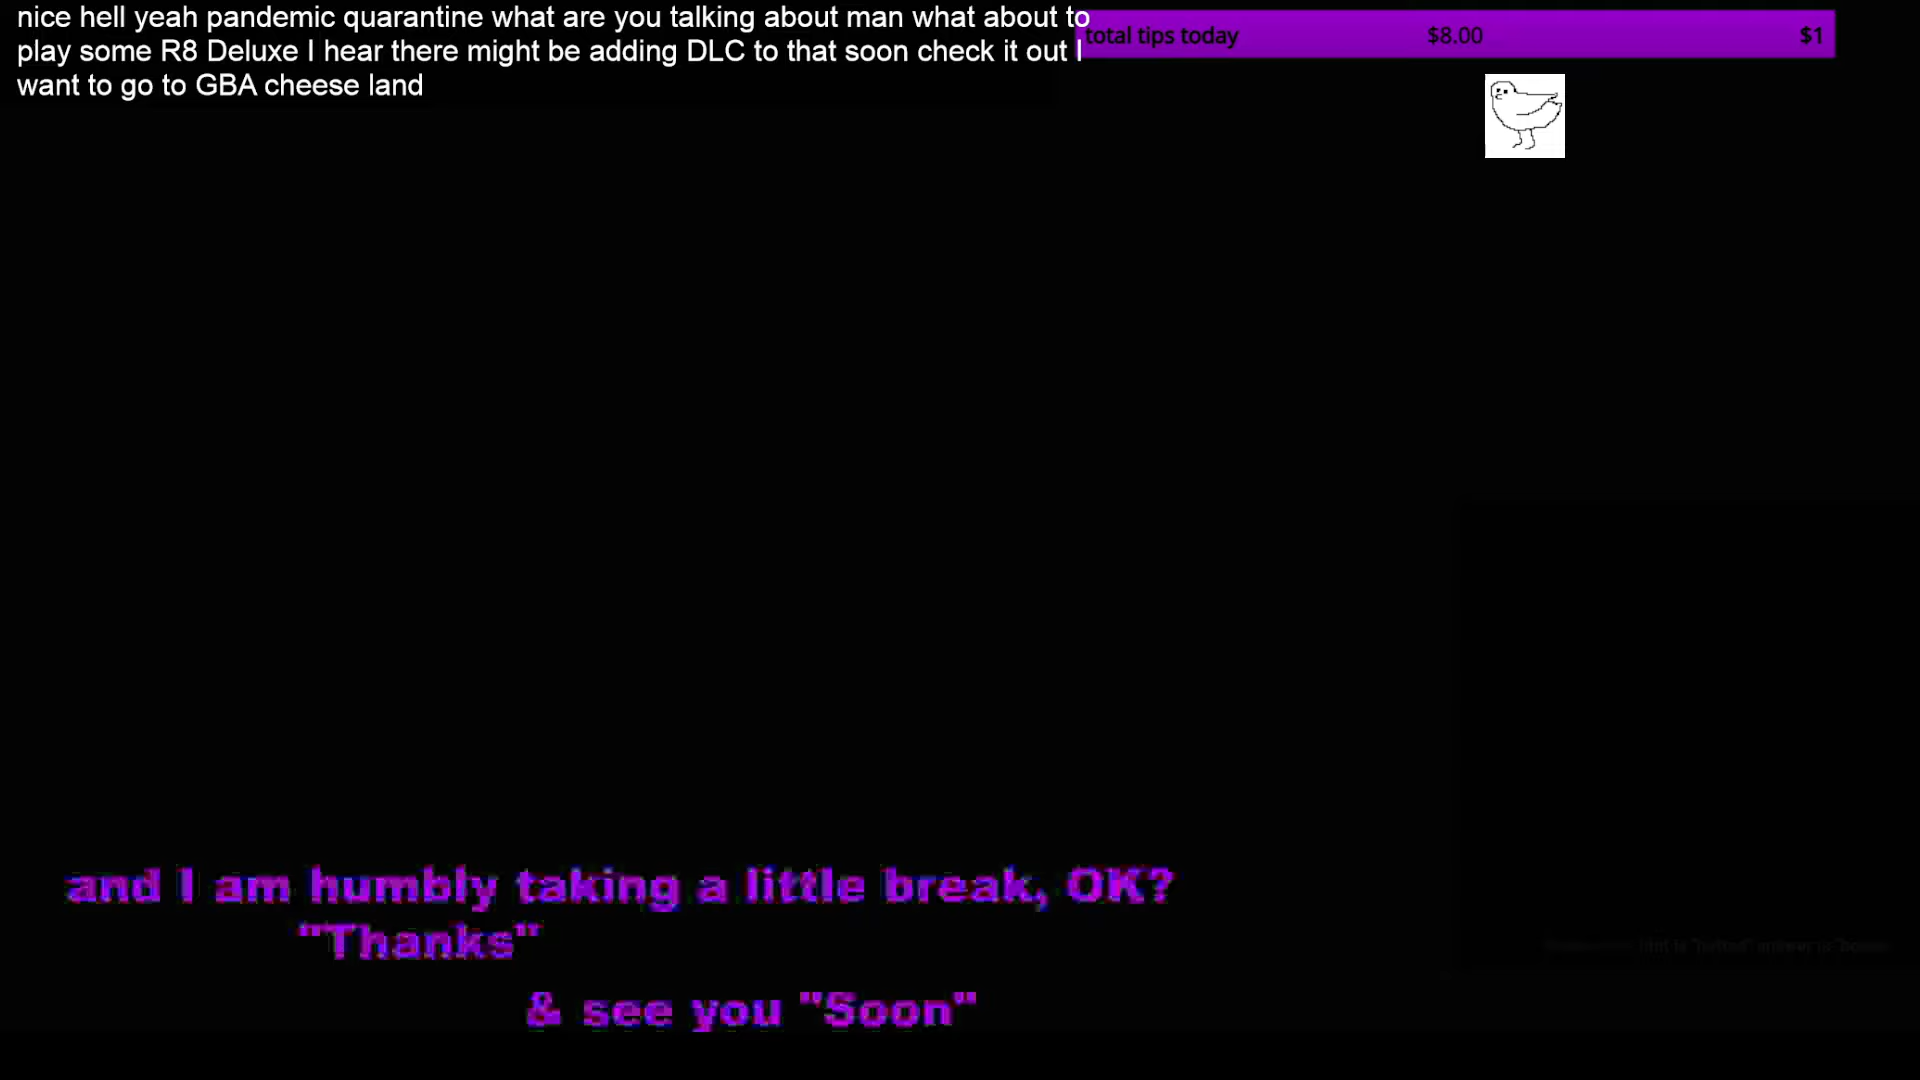 nice hell yeah pandemic quarantine what are you talking about man what about to
play some R8 Deluxe I hear there might be adding DLC to that soon check it out I
want to go to GBA cheese land
total tips today $8.00 $1
and I am humbly taking a little break, OK?
"Thanks"
& see you "Soon"